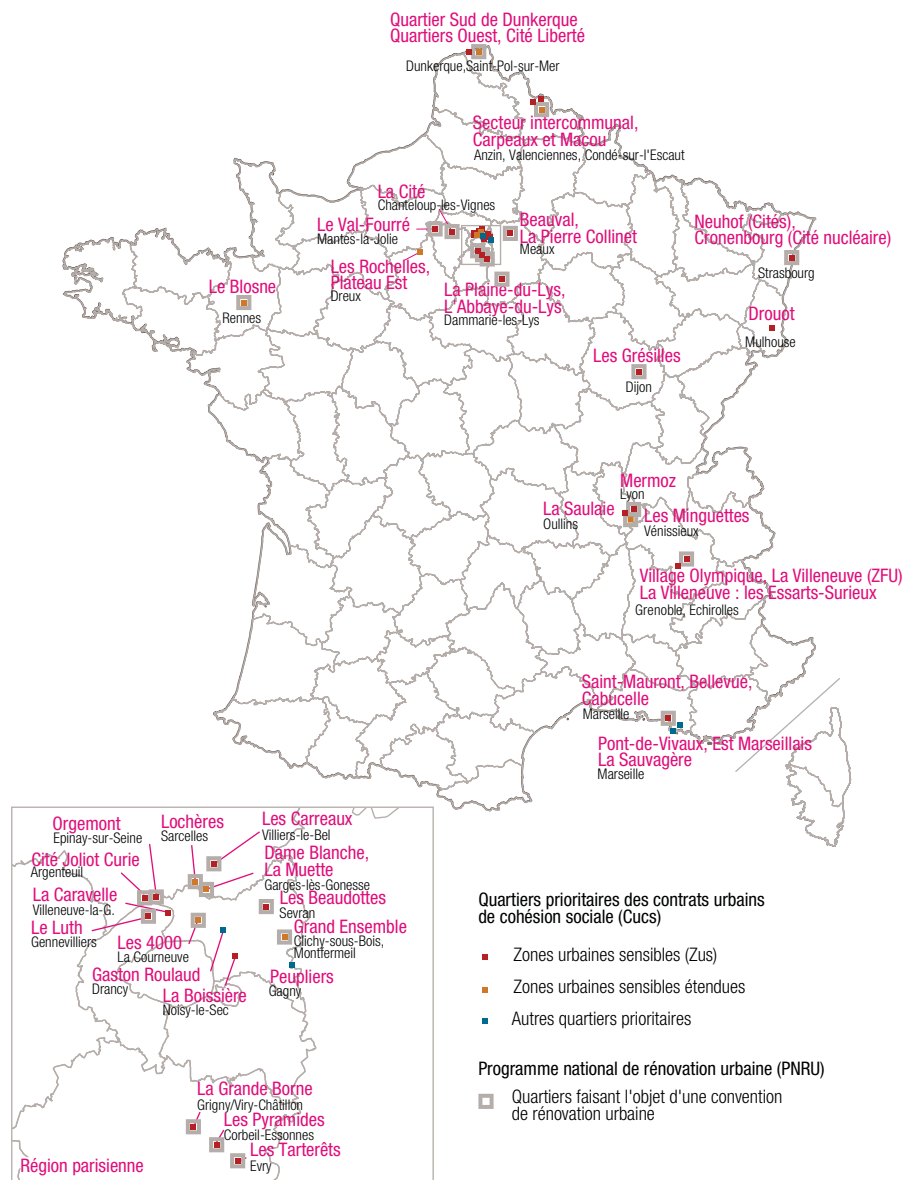 Quartier Sud de Dunkerque
Quartiers Ouest, Cité Liberté
Dunkerque,Saint-Pol-sur-Mer
Secteur intercommunal,
Carpeaux et Macou
Anzin, Valenciennes, Condé-sur-l'Escaut
La Cité
Chanteloup-les-Vignes
Le Val-Fourré
Mantes-la-Jolie
Beauval,
La Pierre Collinet
Meaux
Neuhof (Cités),
Cronenbourg (Cité nucléaire)
Strasbourg
Les Rochelles,
Plateau Est
Dreux
Le Blosne
Rennes
La Plaine-du-Lys,
L'Abbaye-du-Lys
Dammarie-les-Lys
Drouot
Mulhouse
Les Grésilles
Dijon
Mermoz
Lyon
La Saulaie
Oullins
Les Minguettes
Vénissieux
Village Olympique, La Villeneuve (ZFU)
La Villeneuve : les Essarts-Surieux
Grenoble, Echirolles
Saint-Mauront, Bellevue,
Cabucelle
Marseille
Pont-de-Vivaux, Est Marseillais
La Sauvagère
Marseille
Orgemont
Epinay-sur-Seine
Lochères
Sarcelles
Les Carreaux
Villiers-le-Bel
Cité Joliot Curie
Argenteuil
Dame Blanche,
La Muette
Garges-lès-Gonesse
La Caravelle
Villeneuve-la-G.
Les Beaudottes
Sevran
Le Luth
Gennevilliers
Les 4000
La Courneuve
Grand Ensemble
Clichy-sous-Bois,
Montfermeil
Gaston Roulaud
Drancy
La Boissière
Noisy-le-Sec
Peupliers
Gagny
La Grande Borne
Grigny/Viry-Châtillon
Les Pyramides
Corbeil-Essonnes
Les Tarterêts
Evry
Région parisienne
Quartiers prioritaires des contrats urbains
de cohésion sociale (Cucs)
Zones urbaines sensibles (Zus)
Zones urbaines sensibles étendues
Autres quartiers prioritaires
Programme national de rénovation urbaine (PNRU)
Quartiers faisant l'objet d'une convention
de rénovation urbaine